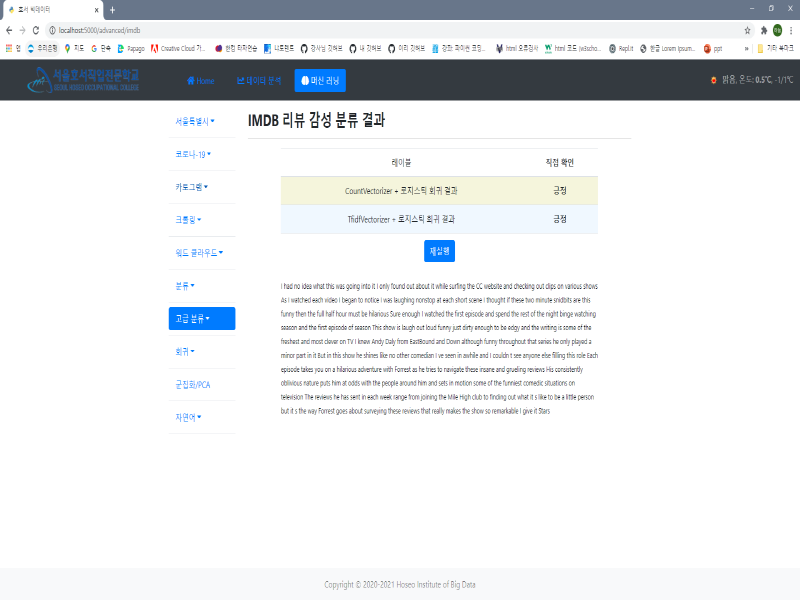 호서 빅데이터
localhost:5000/advanced/imdb
앱 우리은행 지도 단축 Papago Creative Cloud 가... 한컴 타자연습 니트랜드 강사님 깃허브 내 깃허브 이리 깃허브 html 오류검사 html 코드 (w3scho... Repl.it 한글 Lorem Ipsum... ppt » 기타 북마크
서울호서직업전문학교
SEOUL HOSEO OCCUPATIONAL COLLEGE
Home 데이터 분석 머신 러닝 맑음, 온도: 0.5℃, -1/1℃
서울특별시
코로나-19
카토그램
크롤링
워드 클라우드
분류
고급 분류
회귀
군집화/PCA
자연어
IMDB 리뷰 감성 분류 결과
레이블 직접 확인
CountVectorizer + 로지스틱 회귀 결과 긍정
TfidfVectorizer + 로지스틱 회귀 결과 긍정
재실행
I had no idea what this was going into it I only found out about it while surfing the CC website and checking out clips on various shows
As I watched each video I began to notice I was laughing nonstop at each short scene I thought if these two minute snidbits are this
funny then the full half hour must be hilarious Sure enough I watched the first episode and spend the rest of the night binge watching
season and the first episode of season This show is laugh out loud funny just dirty enough to be edgy and the writing is some of the
freshest and most clever on TV I knew Andy Daly from EastBound and Down although funny throughout that series he only played a
minor part in it But in this show he shines like no other comedian I ve seen in awhile and I couldn t see anyone else filling this role Each
episode takes you on a hilarious adventure with Forrest as he tries to navigate these insane and grueling reviews His consistently
oblivious nature puts him at odds with the people around him and sets in motion some of the funniest comedic situations on
television The reviews he has sent in each week range from joining the Mile High club to finding out what it s like to be a little person
but it s the way Forrest goes about surveying these reviews that really makes the show so remarkable I give it Stars
Copyright © 2020-2021 Hoseo Institute of Big Data